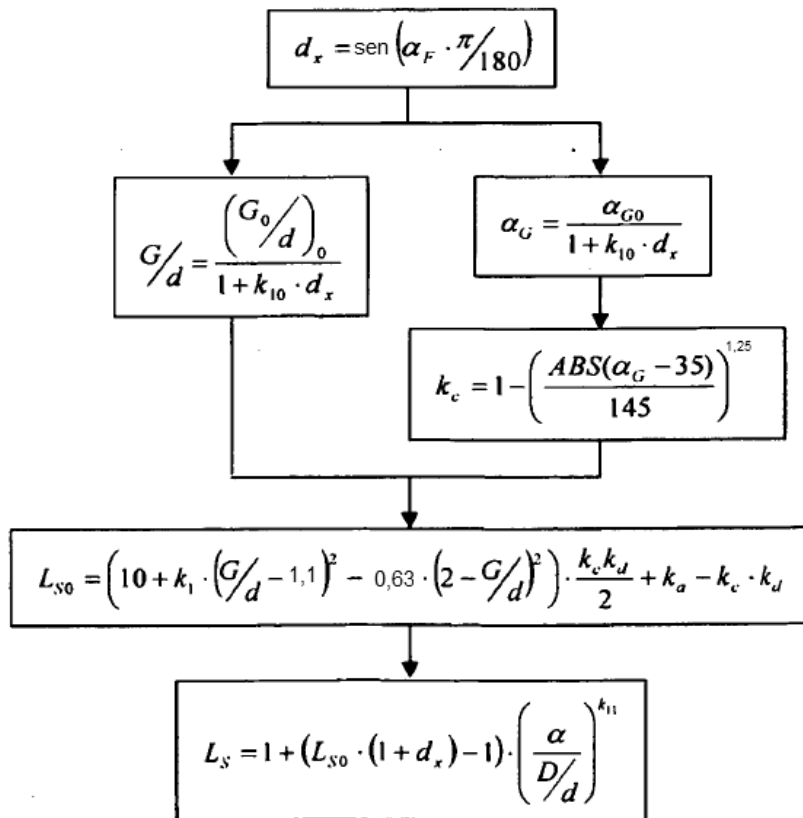 d_x = sen (α_F · π/180)
G/d = (G_0/d)_0 / (1 + k_10 · d_x)
α_G = α_G0 / (1 + k_10 · d_x)
k_c = 1 − (ABS(α_G − 35) / 145)^1,25
L_S0 = (10 + k_1 · (G/d − 1,1)^2 − 0,63 · (2 − G/d)^2) · k_c k_d / 2 + k_a − k_c · k_d
L_S = 1 + (L_S0 · (1 + d_x) − 1) · (α / D/d)^k_11